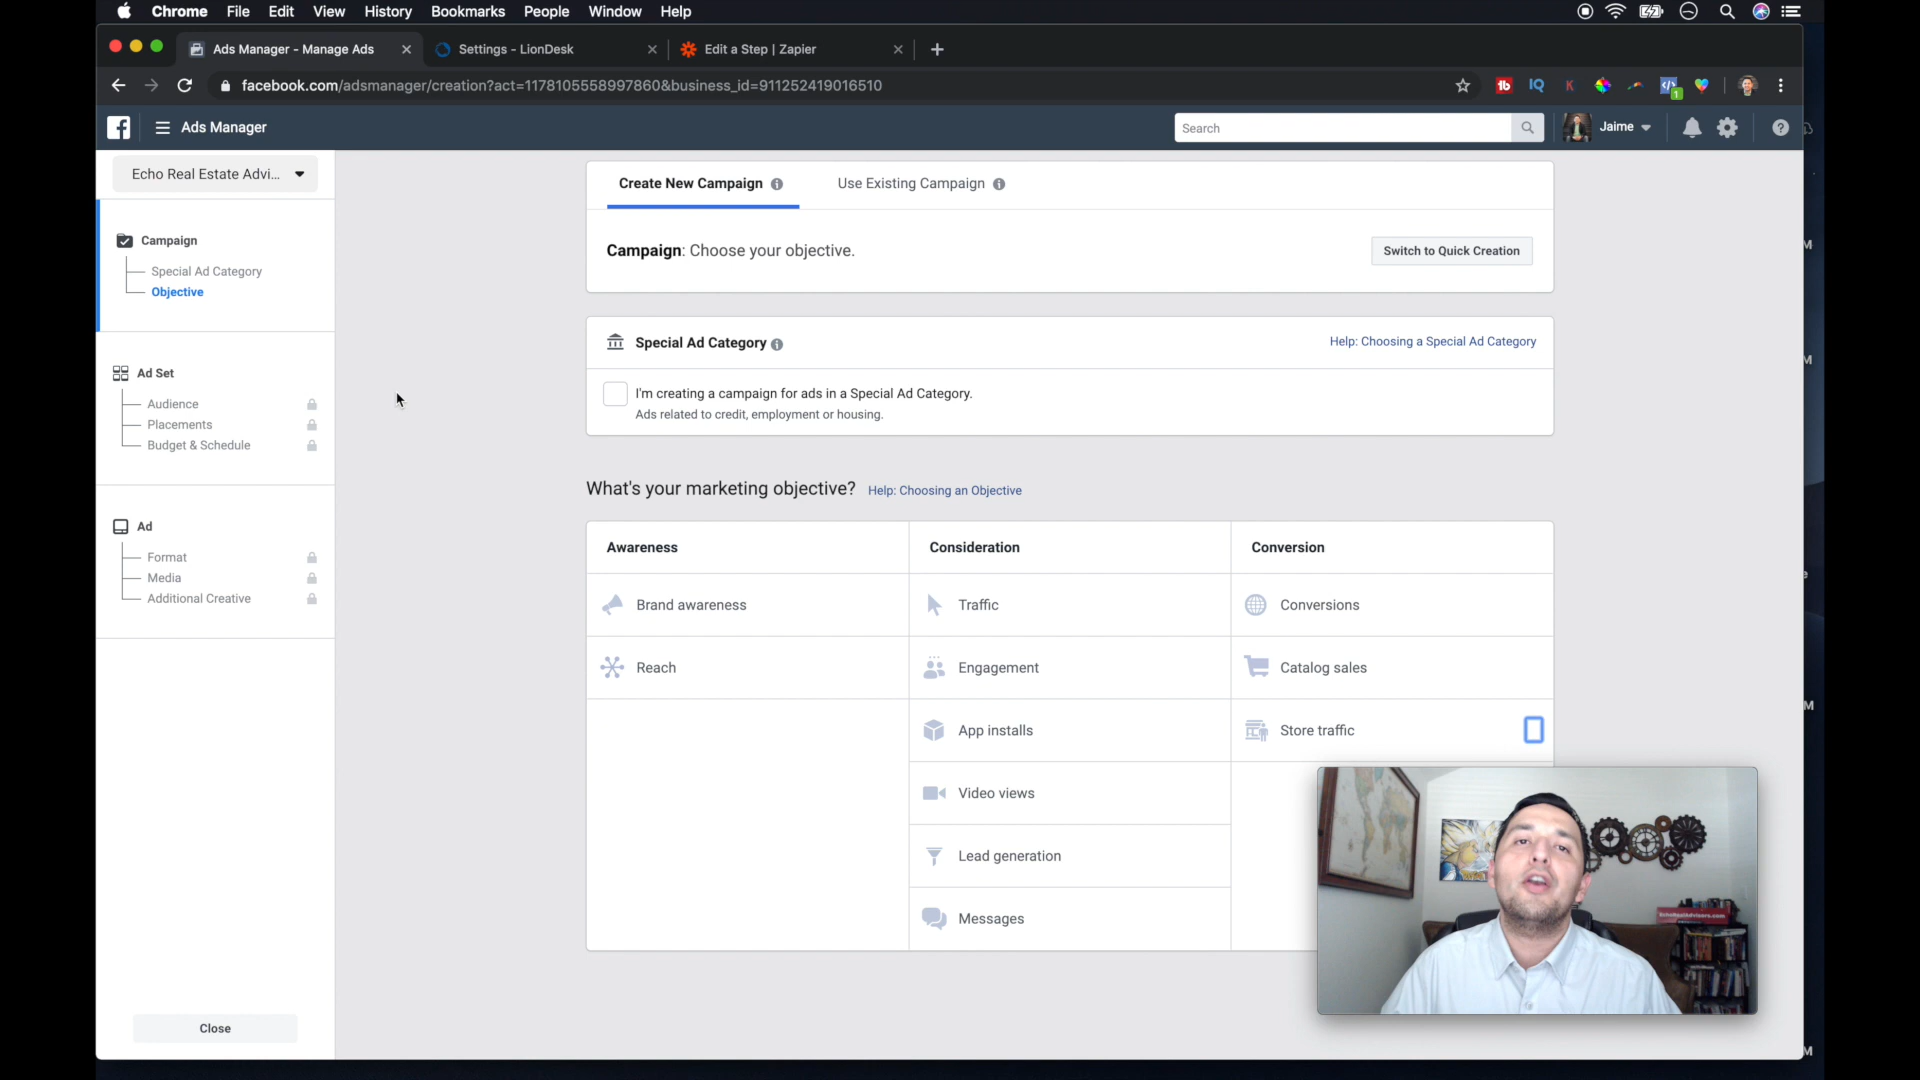 Chrome File Edit View History Bookmarks People Window Help
Ads Manager - Manage Ads
Settings - LionDesk
Edit a Step | Zapier
facebook.com/adsmanager/creation?act=1178105558997860&business_id=911252419016510
Ads Manager
Search
Jaime
Echo Real Estate Advi...
Create New Campaign
Use Existing Campaign
Campaign: Choose your objective.
Switch to Quick Creation
Campaign
Special Ad Category
Objective
Special Ad Category
Help: Choosing a Special Ad Category
I'm creating a campaign for ads in a Special Ad Category.
Ads related to credit, employment or housing.
Ad Set
Audience
Placements
Budget & Schedule
What's your marketing objective? Help: Choosing an Objective
Ad
Format
Media
Additional Creative
Awareness
Consideration
Conversion
Brand awareness
Traffic
Conversions
Reach
Engagement
Catalog sales
App installs
Store traffic
Video views
Lead generation
Messages
Close